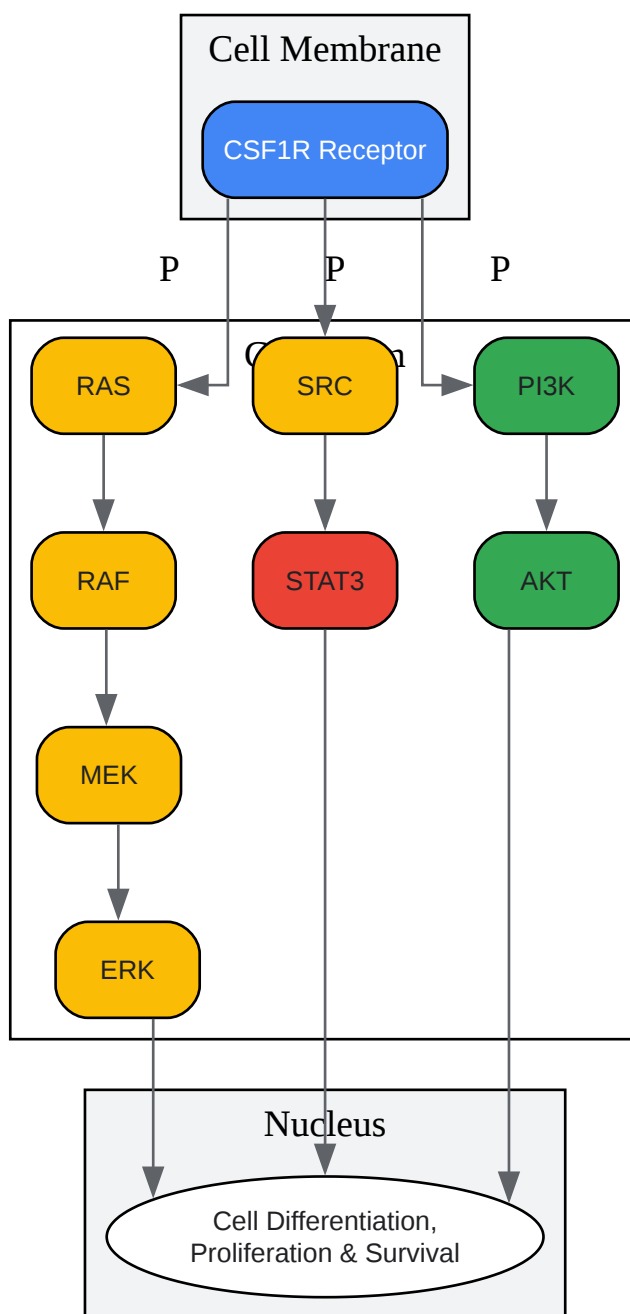 Cell Membrane
CSF1R Receptor
P P P
RAS SRC PI3K
RAF STAT3 AKT
MEK
ERK
Nucleus
Cell Differentiation,
Proliferation & Survival